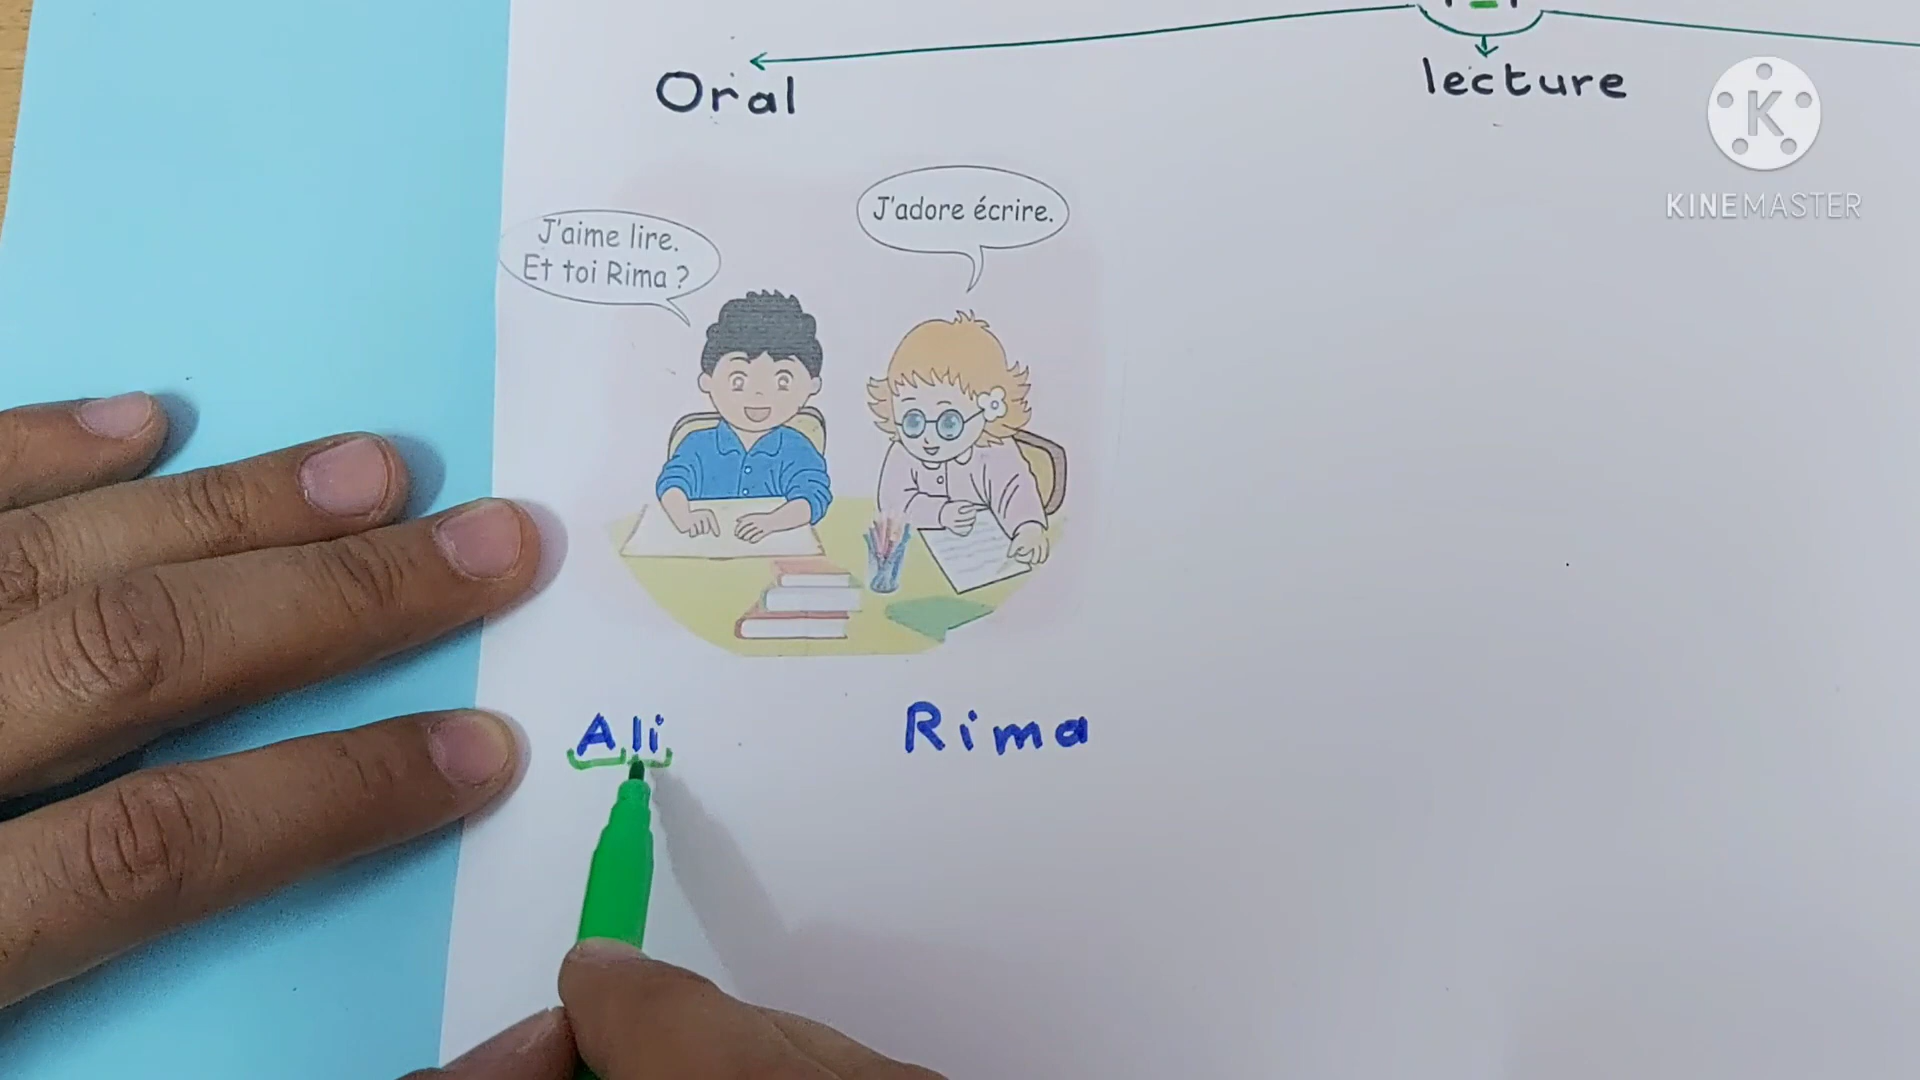 Oral
lecture
J'aime lire.
Et toi Rima ?
J'adore écrire.
Ali
Rima
K
KINEMASTER